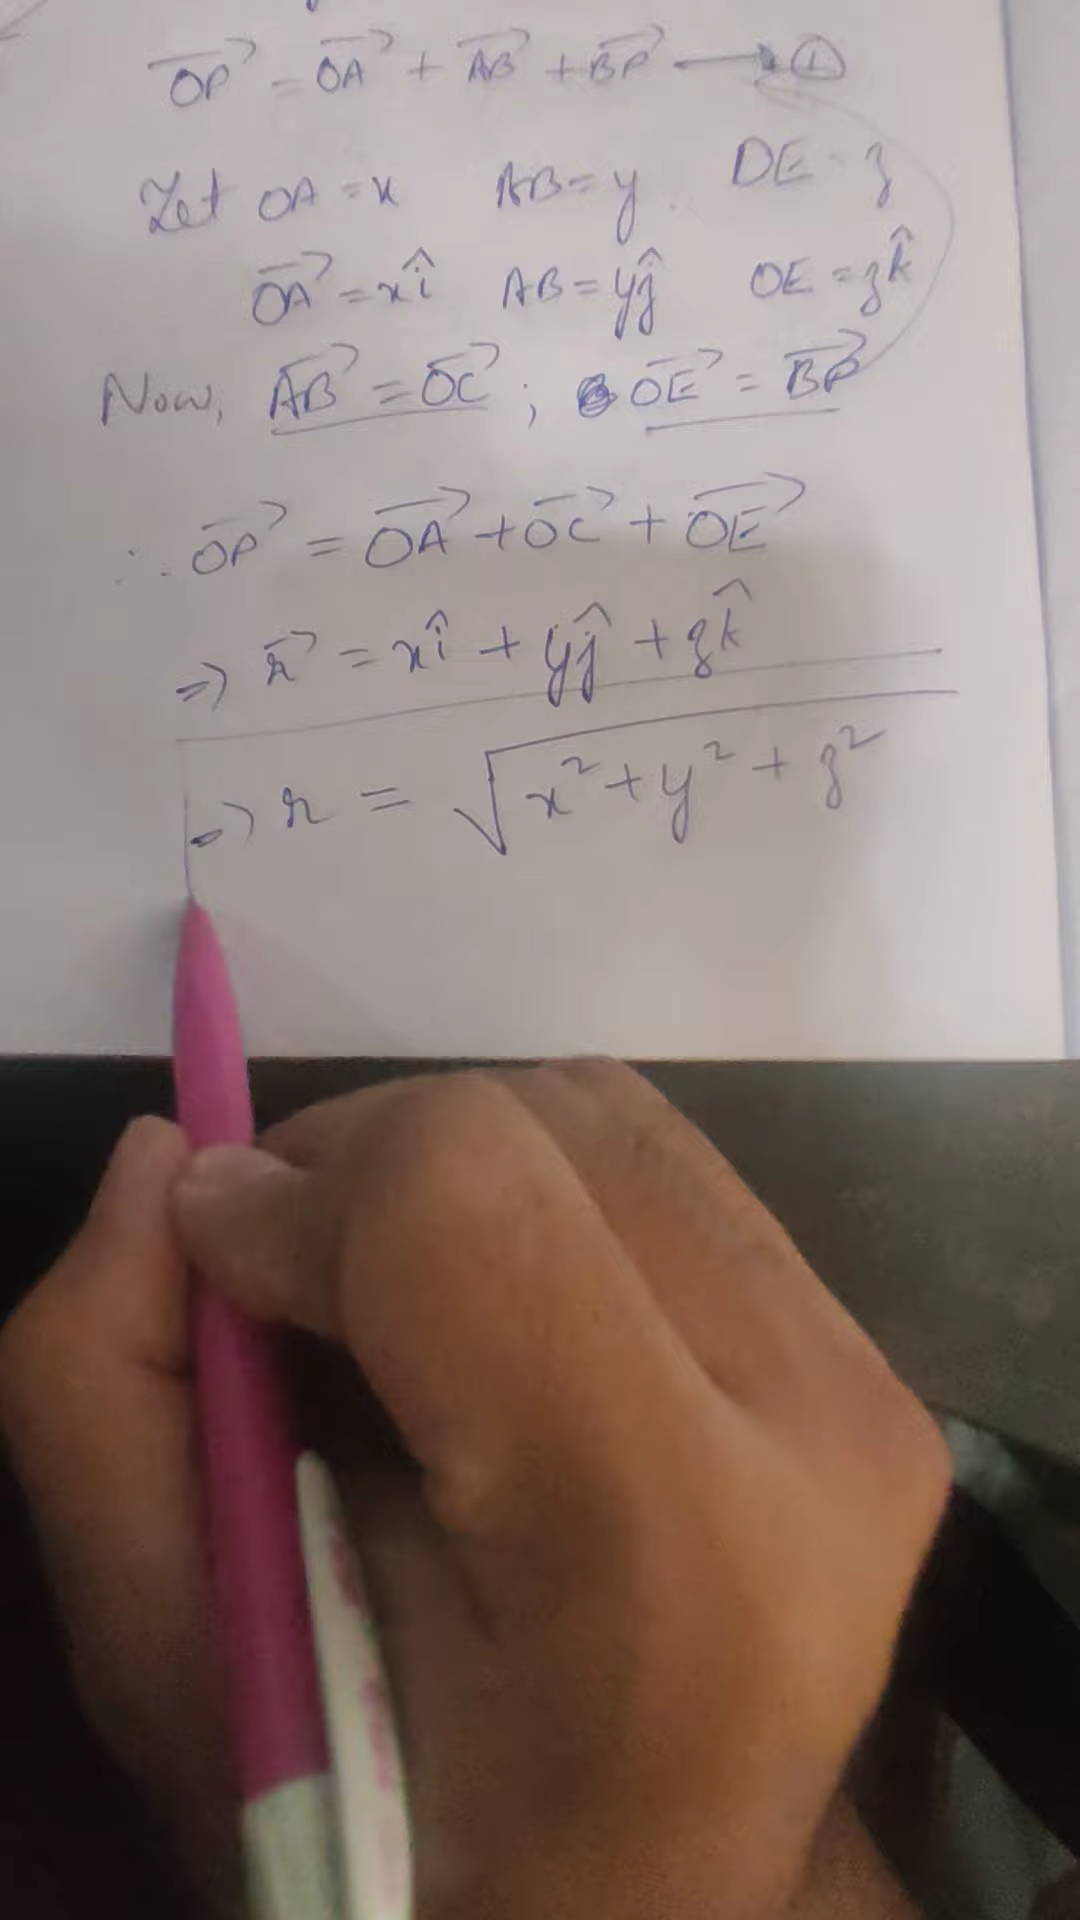 OP⃗ = OA⃗ + AB⃗ + BP⃗ ⟶ ①
Let OA = x AB = y DE = z
OA⃗ = xî AB = yĵ OE = zk̂
Now, AB⃗ = OC⃗ ; OE⃗ = BP⃗
∴ OP⃗ = OA⃗ + OC⃗ + OE⃗
⇒ r⃗ = xî + yĵ + zk̂
⇒ r = √(x² + y² + z²)